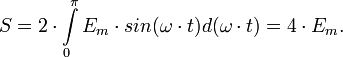 S = 2 · ∫₀^π E_m · sin(ω · t)d(ω · t) = 4 · E_m.